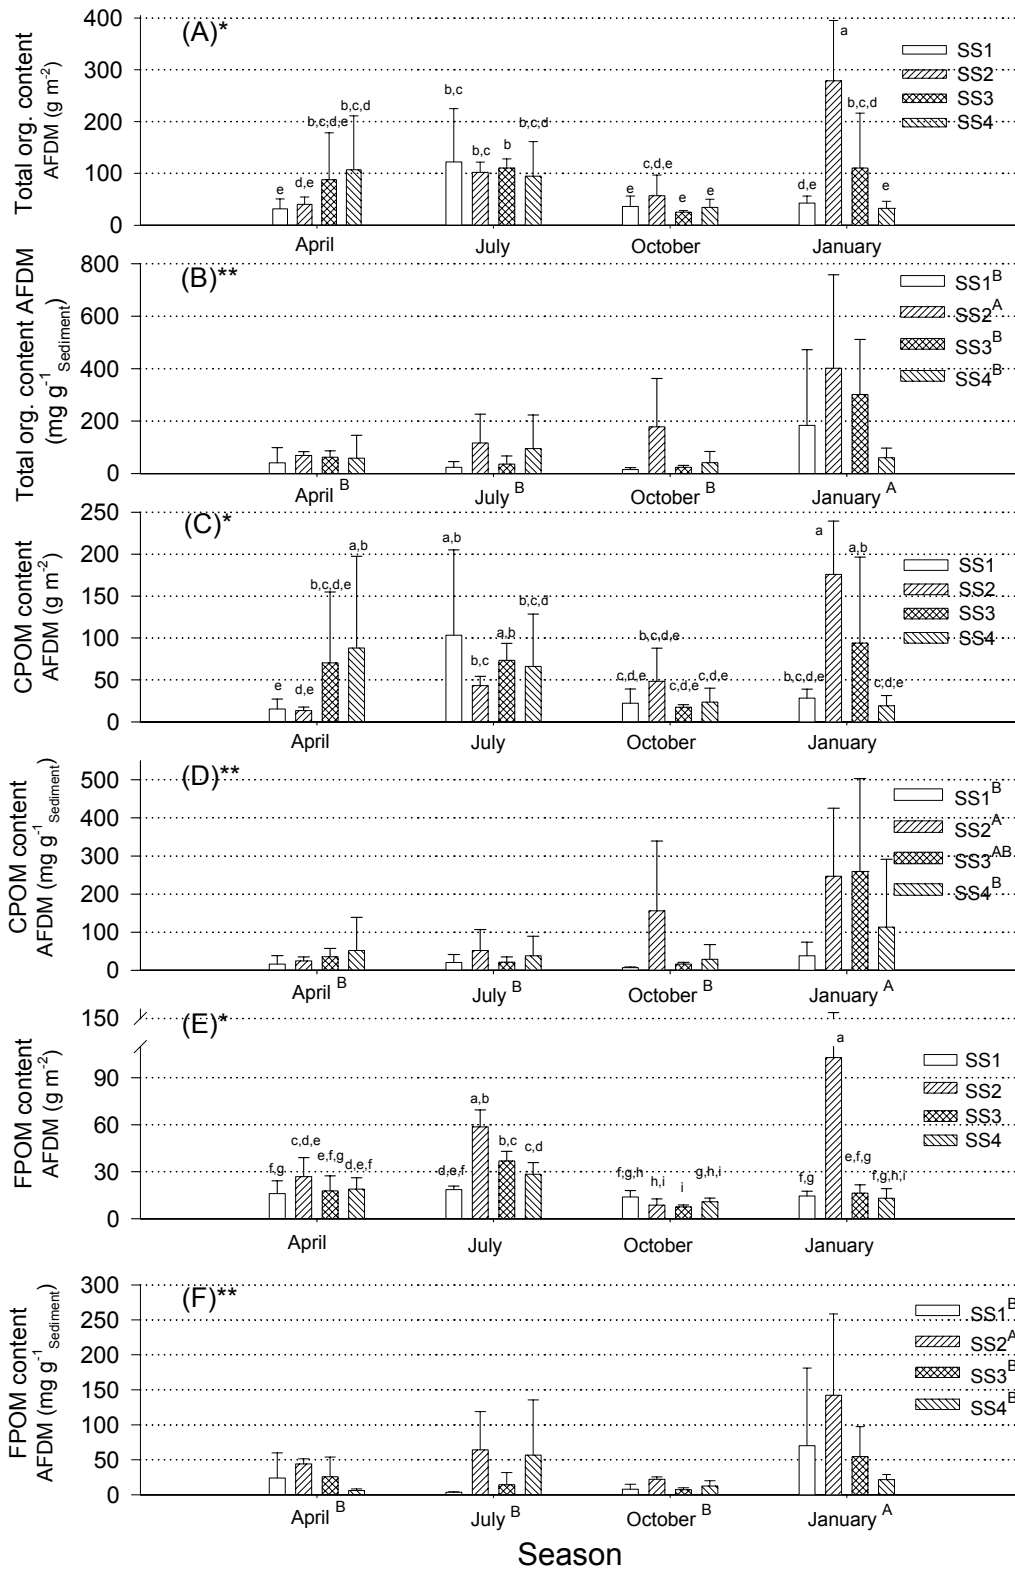 (A)*
Total org. content
AFDM (g m⁻²)
400
300
200
100
0
e d,e b,c,d,e b,c,d
b,c b,c b b,c,d
e c,d,e e e
d,e a b,c,d e
SS1
SS2
SS3
SS4
April July October January
(B)**
Total org. content AFDM
(mg g⁻¹ Sediment)
800
600
400
200
0
SS1ᴮ
SS2ᴬ
SS3ᴮ
SS4ᴮ
April ᴮ July ᴮ October ᴮ January ᴬ
(C)*
CPOM content
AFDM (g m⁻²)
250
200
150
100
50
0
e d,e b,c,d,e a,b
a,b b,c a,b b,c,d
c,d,e b,c,d,e c,d,e c,d,e
b,c,d,e a a,b c,d,e
SS1
SS2
SS3
SS4
April July October January
(D)**
CPOM content
AFDM (mg g⁻¹ Sediment)
500
400
300
200
100
0
SS1ᴮ
SS2ᴬ
SS3ᴬᴮ
SS4ᴮ
April ᴮ July ᴮ October ᴮ January ᴬ
(E)*
FPOM content
AFDM (g m⁻²)
150
90
60
30
0
f,g c,d,e e,f,g d,e,f
d,e,f a,b b,c c,d
f,g,h h,i i g,h,i
f,g a e,f,g f,g,h,i
SS1
SS2
SS3
SS4
April July October January
(F)**
FPOM content
AFDM (mg g⁻¹ Sediment)
300
250
200
150
100
50
0
SS1ᴮ
SS2ᴬ
SS3ᴮ
SS4ᴮ
April ᴮ July ᴮ October ᴮ January ᴬ
Season